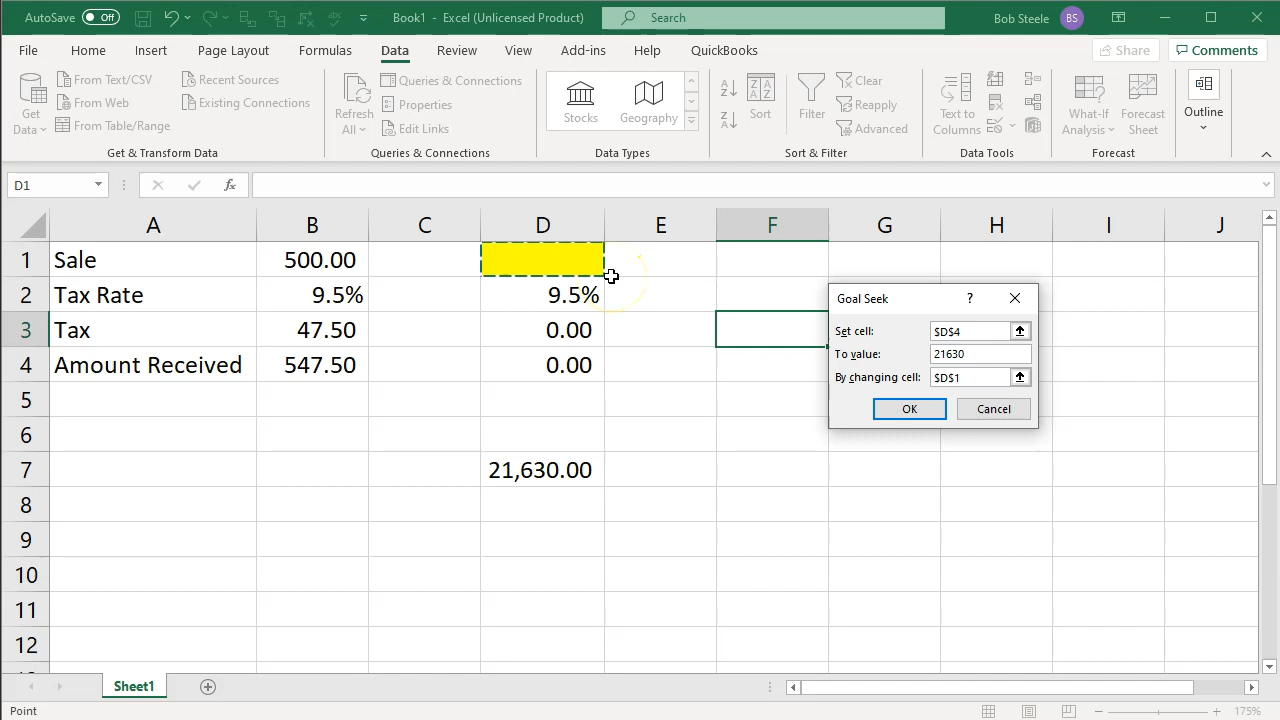 AutoSave Off Book1 - Excel (Unlicensed Product) Search Bob Steele BS
File Home Insert Page Layout Formulas Data Review View Add-ins Help QuickBooks Share Comments
Get Data
From Text/CSV
From Web
From Table/Range
Recent Sources
Existing Connections
Get & Transform Data
Refresh All
Queries & Connections
Properties
Edit Links
Queries & Connections
Stocks
Geography
Data Types
Sort
Filter
Clear
Reapply
Advanced
Sort & Filter
Text to Columns
Data Tools
What-If Analysis
Forecast Sheet
Forecast
Outline
D1 fx
A B C D E F G H I J
1 Sale 500.00
2 Tax Rate 9.5% 9.5%
3 Tax 47.50 0.00
4 Amount Received 547.50 0.00
5
6
7 21,630.00
8
9
10
11
12
Goal Seek ?
Set cell: $D$4
To value: 21630
By changing cell: $D$1
OK Cancel
Sheet1
Point 175%